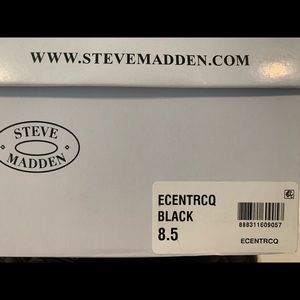 WWW.STEVEMADDEN.COM
STEVE
MADDEN
ECENTRCQ
BLACK
8.5
888311609057
ECENTRCQ